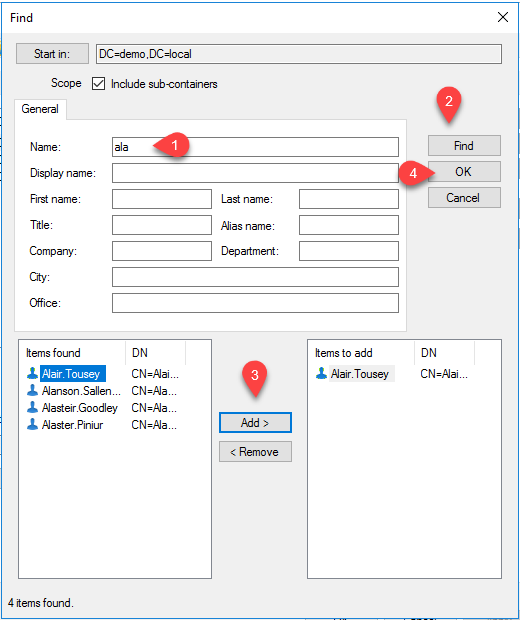 Find
Start in: DC=demo,DC=local
Scope Include sub-containers
General
2
Name: ala 1 Find
Display name: 4 OK
First name: Last name: Cancel
Title: Alias name:
Company: Department:
City:
Office:
Items found DN Items to add DN
Alair.Tousey CN=Alai... 3 Alair.Tousey CN=Alai...
Alanson.Sallen... CN=Ala...
Alasteir.Goodley CN=Ala...
Alaster.Piniur CN=Ala...
Add >
< Remove
4 items found.